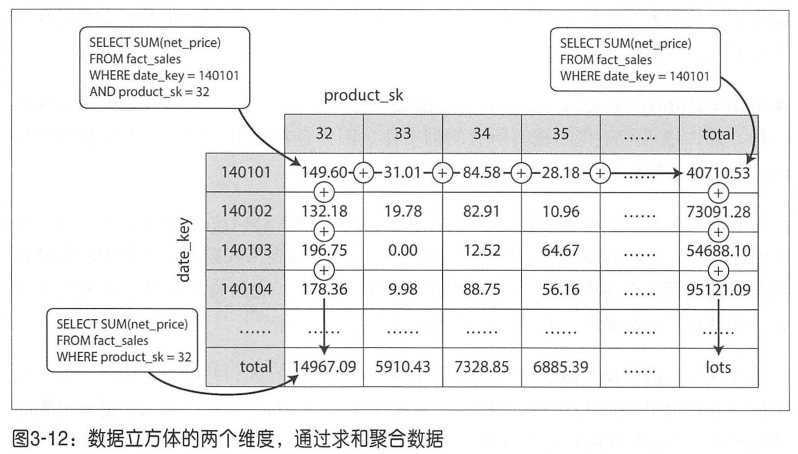 SELECT SUM(net_price)
FROM fact_sales
WHERE date_key = 140101
AND product_sk = 32
SELECT SUM(net_price)
FROM fact_sales
WHERE date_key = 140101
product_sk
32 33 34 35 …… total
date_key
140101 149.60 + 31.01 + 84.58 + 28.18 + …… 40710.53
+ +
140102 132.18 19.78 82.91 10.96 …… 73091.28
+ +
140103 196.75 0.00 12.52 64.67 …… 54688.10
+ +
140104 178.36 9.98 88.75 56.16 …… 95121.09
…… …… …… …… …… …… ……
SELECT SUM(net_price)
FROM fact_sales
WHERE product_sk = 32
total 14967.09 5910.43 7328.85 6885.39 …… lots
图3-12：数据立方体的两个维度，通过求和聚合数据